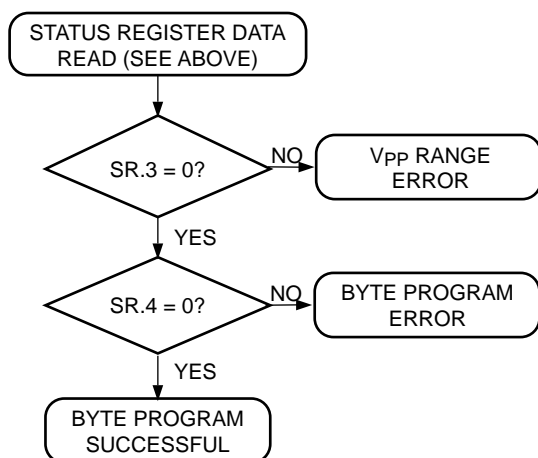 STATUS REGISTER DATA
READ (SEE ABOVE)
SR.3 = 0?
NO
VPP RANGE
ERROR
YES
SR.4 = 0?
NO
BYTE PROGRAM
ERROR
YES
BYTE PROGRAM
SUCCESSFUL